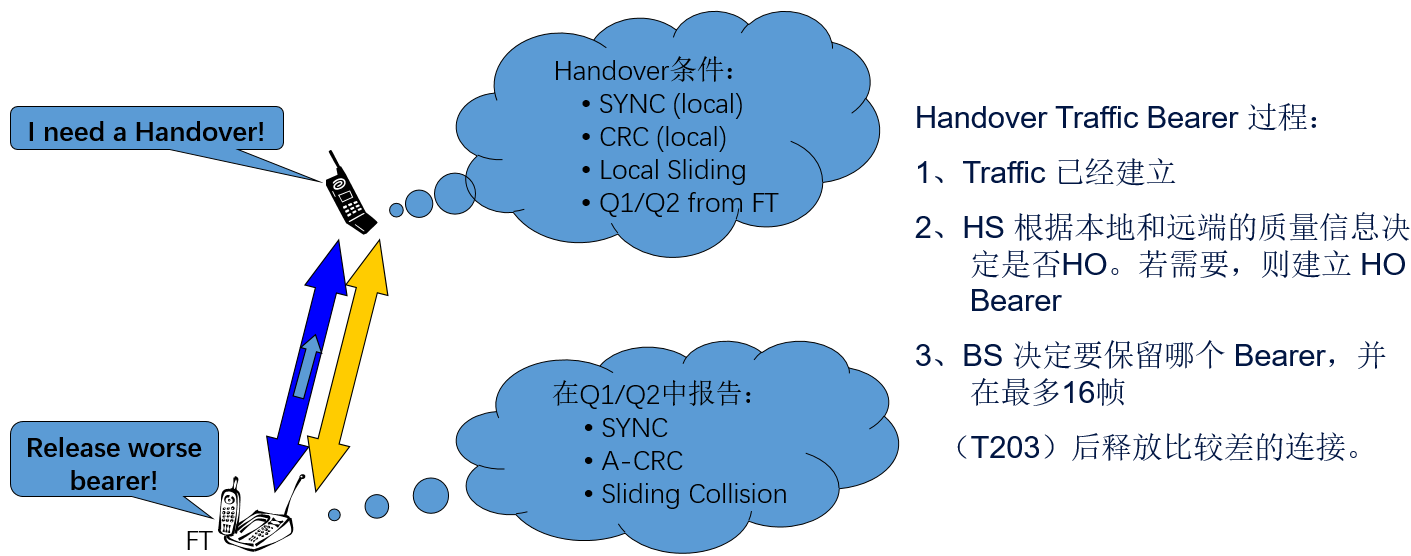 I need a Handover!
Handover条件：
• SYNC (local)
• CRC (local)
• Local Sliding
• Q1/Q2 from FT
Release worse
bearer!
FT
在Q1/Q2中报告：
• SYNC
• A-CRC
• Sliding Collision
Handover Traffic Bearer 过程：
1、Traffic 已经建立
2、HS 根据本地和远端的质量信息决
定是否HO。若需要，则建立 HO
Bearer
3、BS 决定要保留哪个 Bearer，并
在最多16帧
（T203）后释放比较差的连接。